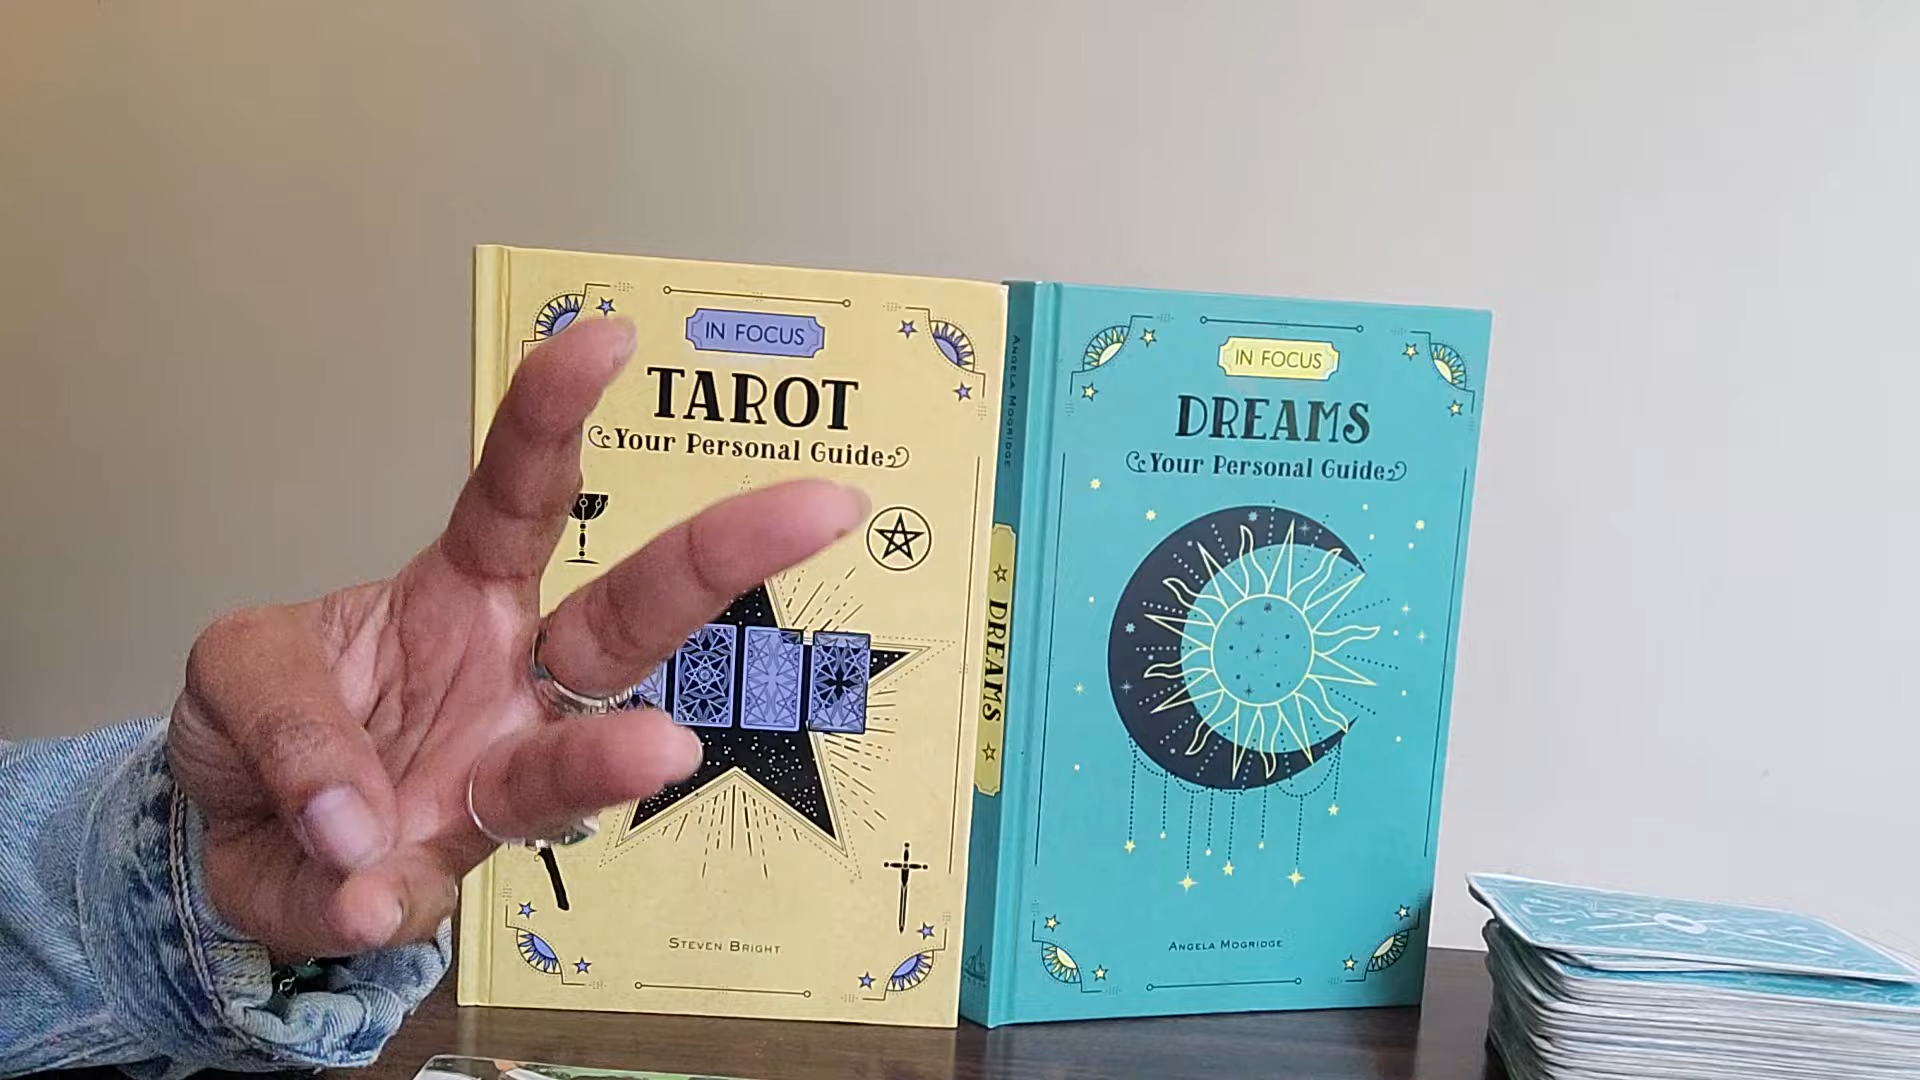 IN FOCUS
TAROT
Your Personal Guide
STEVEN BRIGHT
ANGELA MOGRIDGE
DREAMS
IN FOCUS
DREAMS
Your Personal Guide
ANGELA MOGRIDGE